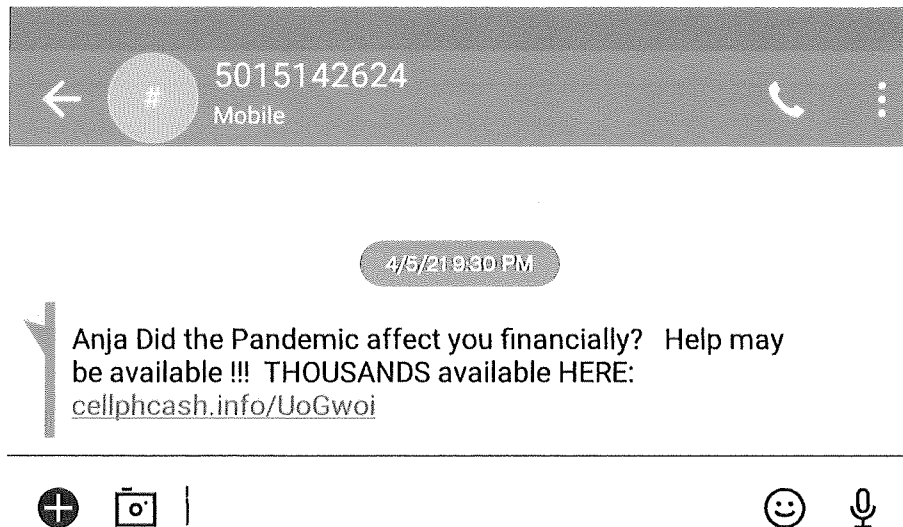 5015142624
#
Mobile
4/5/21 9:30 PM
Anja Did the Pandemic affect you financially?   Help may
be available !!!  THOUSANDS available HERE:
cellphcash.info/UoGwoi